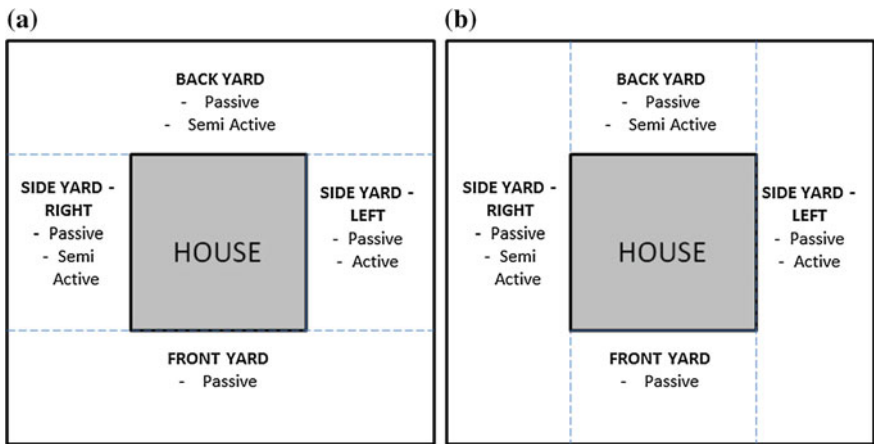 (a)
BACK YARD
- Passive
- Semi Active
SIDE YARD -
RIGHT
- Passive
- Semi
Active
HOUSE
SIDE YARD -
LEFT
- Passive
- Active
FRONT YARD
- Passive
(b)
BACK YARD
- Passive
- Semi Active
SIDE YARD -
RIGHT
- Passive
- Semi
Active
HOUSE
SIDE YARD -
LEFT
- Passive
- Active
FRONT YARD
- Passive